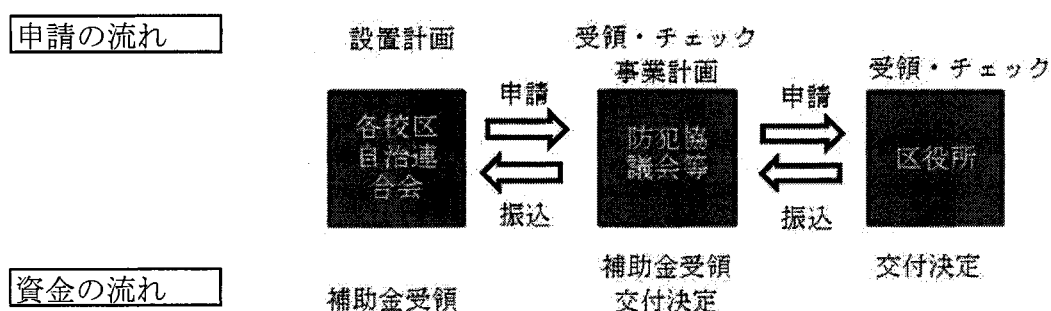 申請の流れ
設置計画
受領・チェック
事業計画
受領・チェック
各校区
自治連
合会
申請
振込
防犯協
議会等
申請
振込
区役所
資金の流れ
補助金受領
補助金受領
交付決定
交付決定